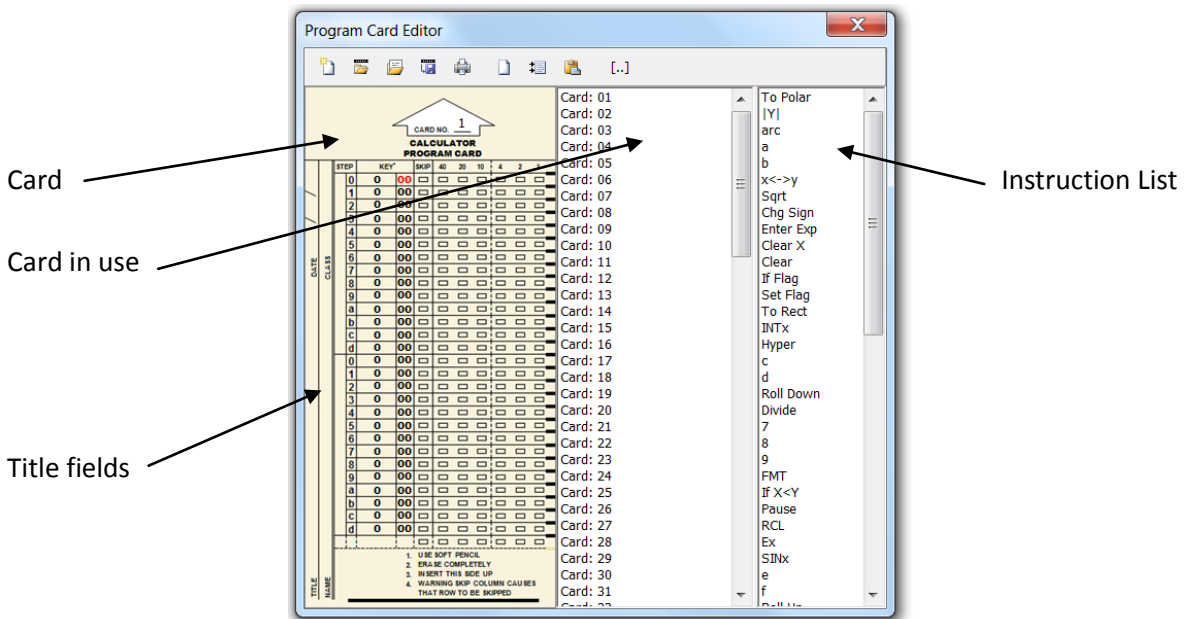 Program Card Editor
[..]
Card
Card in use
Title fields
CARD NO. 1
CALCULATOR
PROGRAM CARD
STEP KEY* SKIP 40 20 10 4 2
0 0 00
1 0 00
2 0 00
3 0 00
4 0 00
5 0 00
6 0 00
7 0 00
8 0 00
9 0 00
a 0 00
b 0 00
c 0 00
d 0 00
0 0 00
1 0 00
2 0 00
3 0 00
4 0 00
5 0 00
6 0 00
7 0 00
8 0 00
9 0 00
a 0 00
b 0 00
c 0 00
d 0 00
1. USE SOFT PENCIL
2. ERASE COMPLETELY
3. INSERT THIS SIDE UP
4. WARNING SKIP COLUMN CAUSES
THAT ROW TO BE SKIPPED
DATE
CLASS
TITLE
NAME
Card: 01
Card: 02
Card: 03
Card: 04
Card: 05
Card: 06
Card: 07
Card: 08
Card: 09
Card: 10
Card: 11
Card: 12
Card: 13
Card: 14
Card: 15
Card: 16
Card: 17
Card: 18
Card: 19
Card: 20
Card: 21
Card: 22
Card: 23
Card: 24
Card: 25
Card: 26
Card: 27
Card: 28
Card: 29
Card: 30
Card: 31
To Polar
|Y|
arc
a
b
x<->y
Sqrt
Chg Sign
Enter Exp
Clear X
Clear
If Flag
Set Flag
To Rect
INTx
Hyper
c
d
Roll Down
Divide
7
8
9
FMT
If X<Y
Pause
RCL
Ex
SINx
e
f
Instruction List